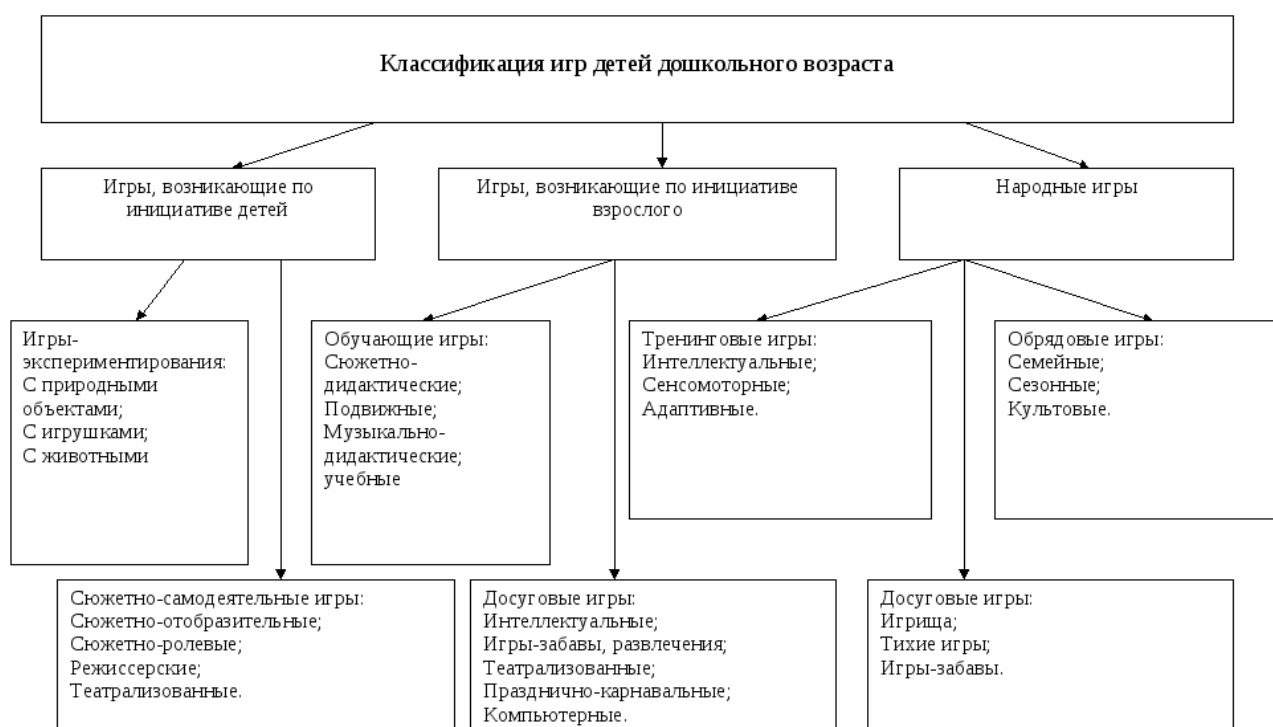 Классификация игр детей дошкольного возраста
Игры, возникающие по
инициативе детей
Игры, возникающие по инициативе
взрослого
Народные игры
Игры-
экспериментирования:
С природными
объектами;
С игрушками;
С животными
Обучающие игры:
Сюжетно-
дидактические;
Подвижные;
Музыкально-
дидактические;
учебные
Тренинговые игры:
Интеллектуальные;
Сенсомоторные;
Адаптивные.
Обрядовые игры:
Семейные;
Сезонные;
Культовые.
Сюжетно-самодеятельные игры:
Сюжетно-отобразительные;
Сюжетно-ролевые;
Режиссерские;
Театрализованные.
Досуговые игры:
Интеллектуальные;
Игры-забавы, развлечения;
Театрализованные;
Празднично-карнавальные;
Компьютерные.
Досуговые игры:
Игрища;
Тихие игры;
Игры-забавы.